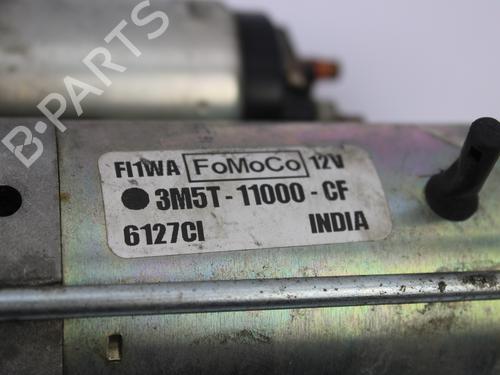 B-PARTS
FI1WA FoMoCo 12V
3M5T-11000-CF
6127CI INDIA